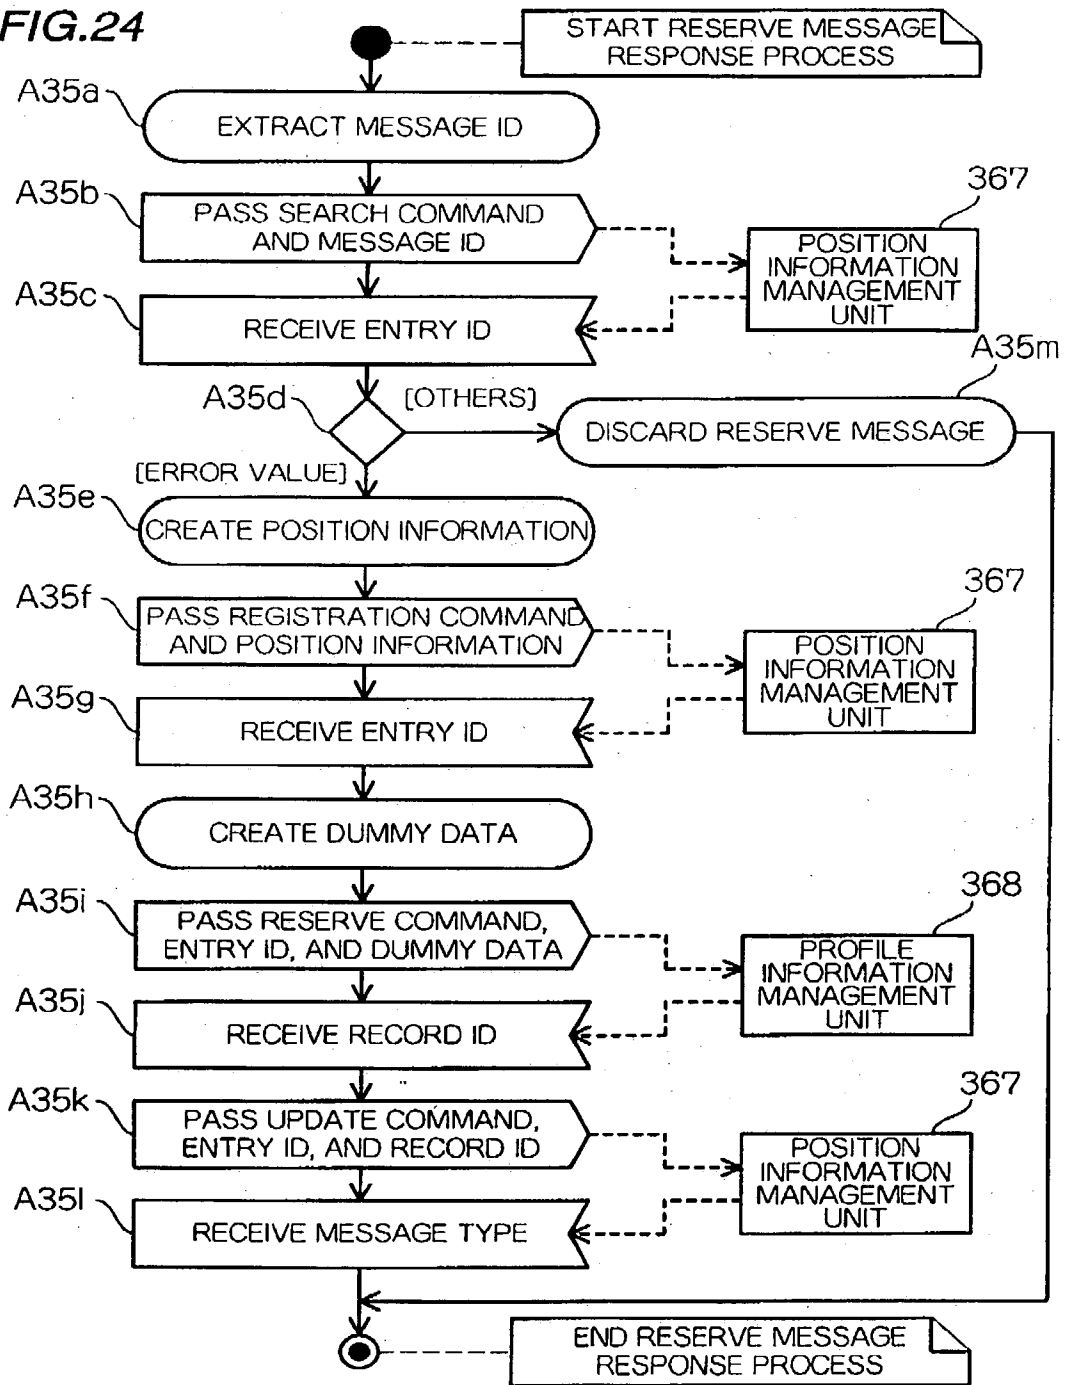 FIG.24
START RESERVE MESSAGE
RESPONSE PROCESS
A35a
EXTRACT MESSAGE ID
A35b
PASS SEARCH COMMAND
AND MESSAGE ID
367
POSITION
INFORMATION
MANAGEMENT
UNIT
A35c
RECEIVE ENTRY ID
A35d
[OTHERS]
A35m
DISCARD RESERVE MESSAGE
[ERROR VALUE]
A35e
CREATE POSITION INFORMATION
A35f
PASS REGISTRATION COMMAND
AND POSITION INFORMATION
367
POSITION
INFORMATION
MANAGEMENT
UNIT
A35g
RECEIVE ENTRY ID
A35h
CREATE DUMMY DATA
A35i
PASS RESERVE COMMAND,
ENTRY ID, AND DUMMY DATA
368
PROFILE
INFORMATION
MANAGEMENT
UNIT
A35j
RECEIVE RECORD ID
A35k
PASS UPDATE COMMAND,
ENTRY ID, AND RECORD ID
367
POSITION
INFORMATION
MANAGEMENT
UNIT
A35l
RECEIVE MESSAGE TYPE
END RESERVE MESSAGE
RESPONSE PROCESS